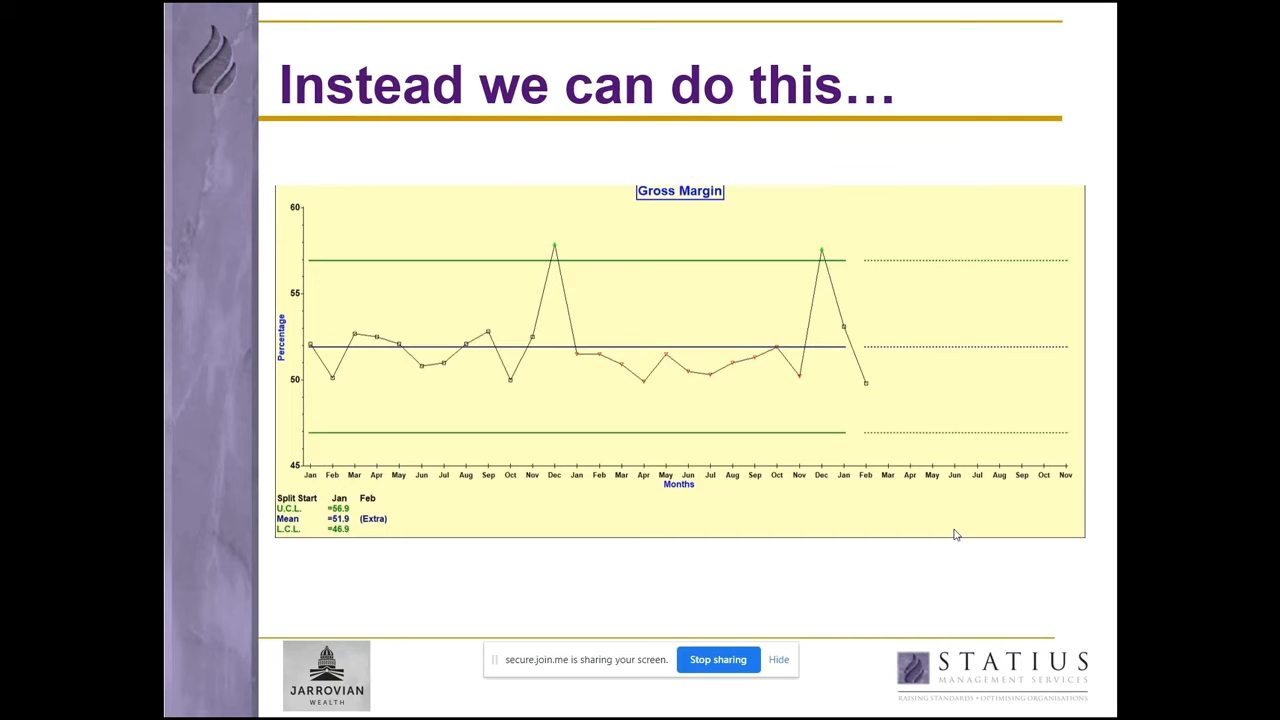 Instead we can do this…
Gross Margin
60
55
50
45
Percentage
Jan Feb Mar Apr May Jun Jul Aug Sep Oct Nov Dec Jan Feb Mar Apr May Jun Jul Aug Sep Oct Nov Dec Jan Feb Mar Apr May Jun Jul Aug Sep Oct Nov
Months
Split Start Jan Feb
U.C.L. =56.9
Mean =51.9 (Extra)
L.C.L. =46.9
JARROVIAN
WEALTH
secure.join.me is sharing your screen. Stop sharing Hide
STATIUS
MANAGEMENT SERVICES
RAISING STANDARDS • OPTIMISING ORGANISATIONS